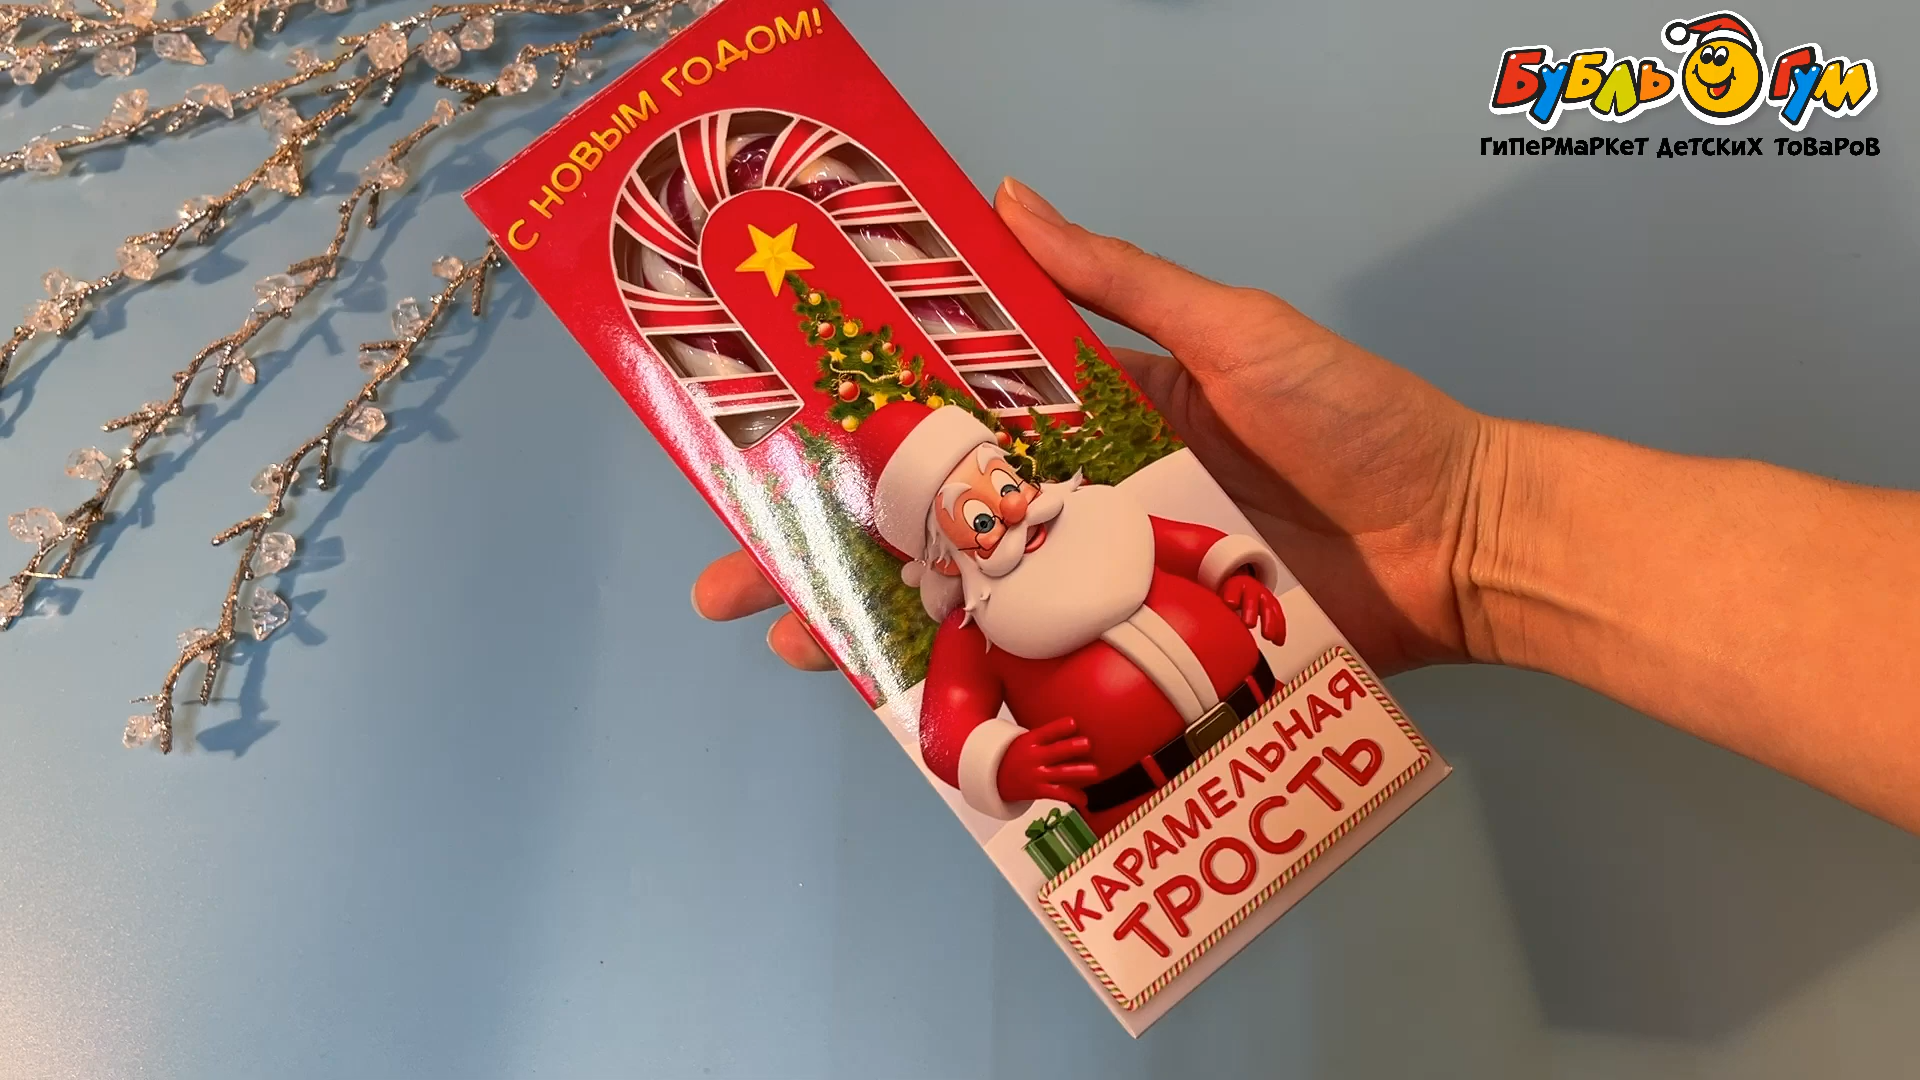 С НОВЫМ ГОДОМ!
БУБЛЬ ГУМ
ГИПЕРМАРКЕТ ДЕТСКИХ ТОВАРОВ
КАРАМЕЛЬНАЯ
ТРОСТЬ